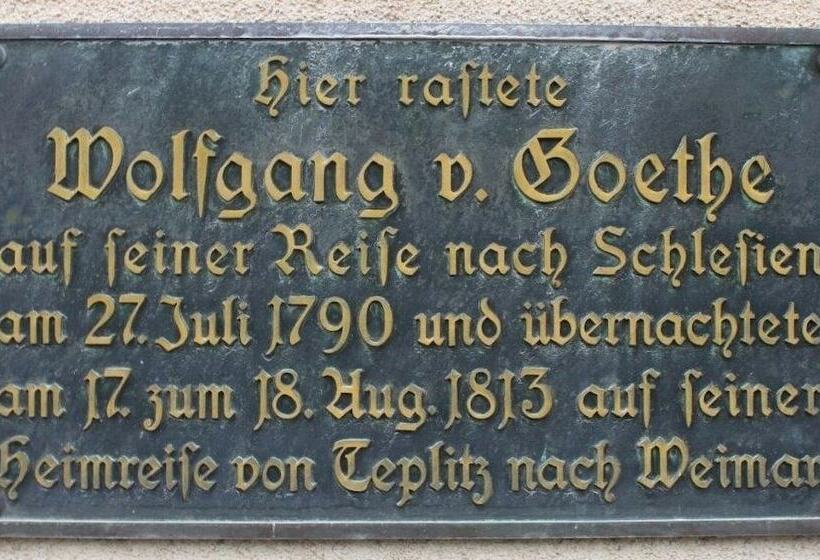 Hier raſtete
Wolfgang v. Goethe
auf ſeiner Reiſe nach Schleſien
am 27. Juli 1790 und übernachtete
am 17. zum 18. Aug. 1813 auf ſeiner
Heimreiſe von Teplitz nach Weimar